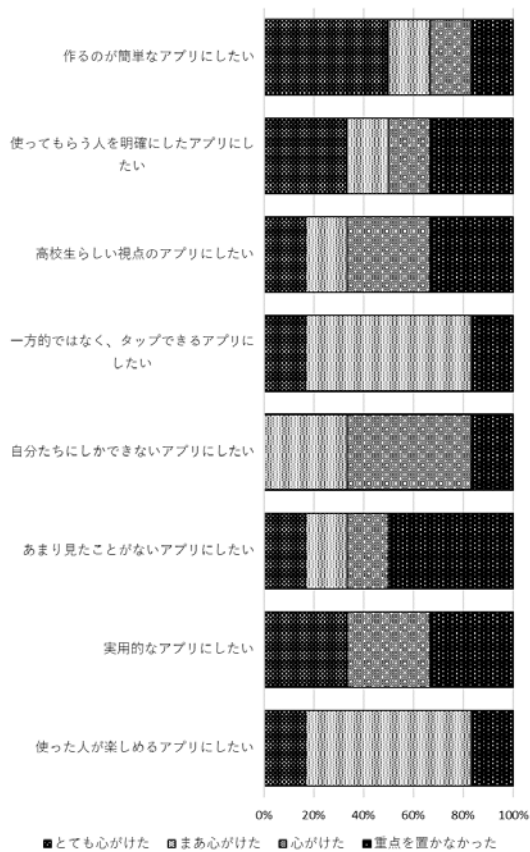 作るのが簡単なアプリにしたい
使ってもらう人を明確にしたアプリにし
たい
高校生らしい視点のアプリにしたい
一方的ではなく、タップできるアプリに
したい
自分たちにしかできないアプリにしたい
あまり見たことがないアプリにしたい
実用的なアプリにしたい
使った人が楽しめるアプリにしたい
0% 20% 40% 60% 80% 100%
とても心がけた まあ心がけた 心がけた 重点を置かなかった